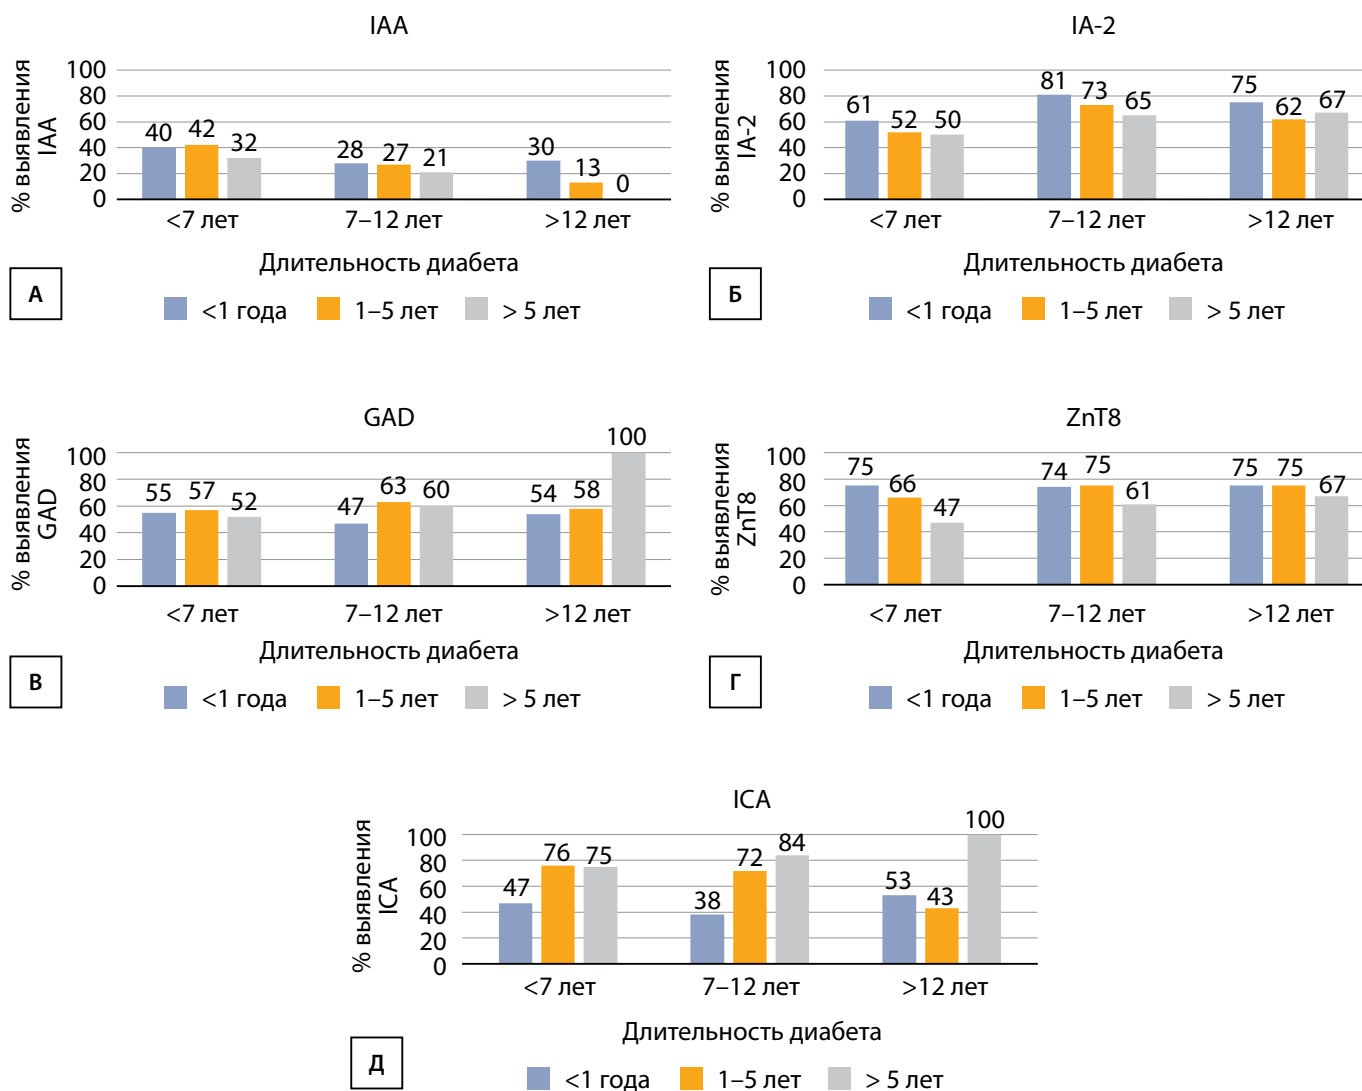 IAA
% выявления
IAA
100
80
60
40
20
0
40 42 32
28 27 21
30 13 0
<7 лет 7–12 лет >12 лет
Длительность диабета
А
<1 года 1–5 лет > 5 лет
IA-2
% выявления
IA-2
100
80
60
40
20
0
61 52 50
81 73 65
75 62 67
<7 лет 7–12 лет >12 лет
Длительность диабета
Б
<1 года 1–5 лет > 5 лет
GAD
% выявления
GAD
100
80
60
40
20
0
55 57 52
47 63 60
54 58 100
<7 лет 7–12 лет >12 лет
Длительность диабета
В
<1 года 1–5 лет > 5 лет
ZnT8
% выявления
ZnT8
100
80
60
40
20
0
75 66 47
74 75 61
75 75 67
<7 лет 7–12 лет >12 лет
Длительность диабета
Г
<1 года 1–5 лет > 5 лет
ICA
% выявления
ICA
100
80
60
40
20
0
47 76 75
38 72 84
53 43 100
<7 лет 7–12 лет >12 лет
Длительность диабета
Д
<1 года 1–5 лет > 5 лет